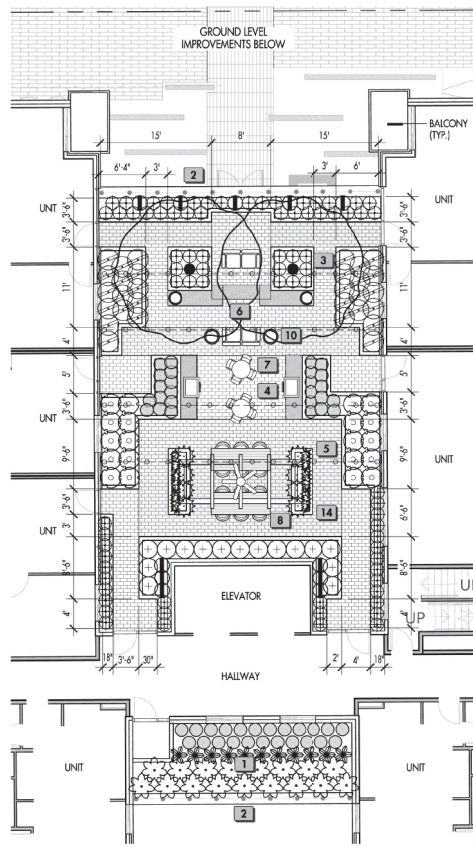 GROUND LEVEL
IMPROVEMENTS BELOW
BALCONY
(TYP.)
15' 8' 15'
6'-4" 3' 2 3' 6'
UNIT 3'-6" 3'-6" UNIT
3'-6" 3 3'-6"
11' 6 11'
4' 10 4'
5' 7 5'
4
3'-6" 3'-6"
UNIT 9'-6" 5 9'-6" UNIT
3'-6" 8 14 6'-6"
UNIT 3'
8'-6" ELEVATOR 8'-6"
UP
4' 4' UP
18" 3'-6" 30" 2' 4' 18"
HALLWAY
UNIT 1 UNIT
2